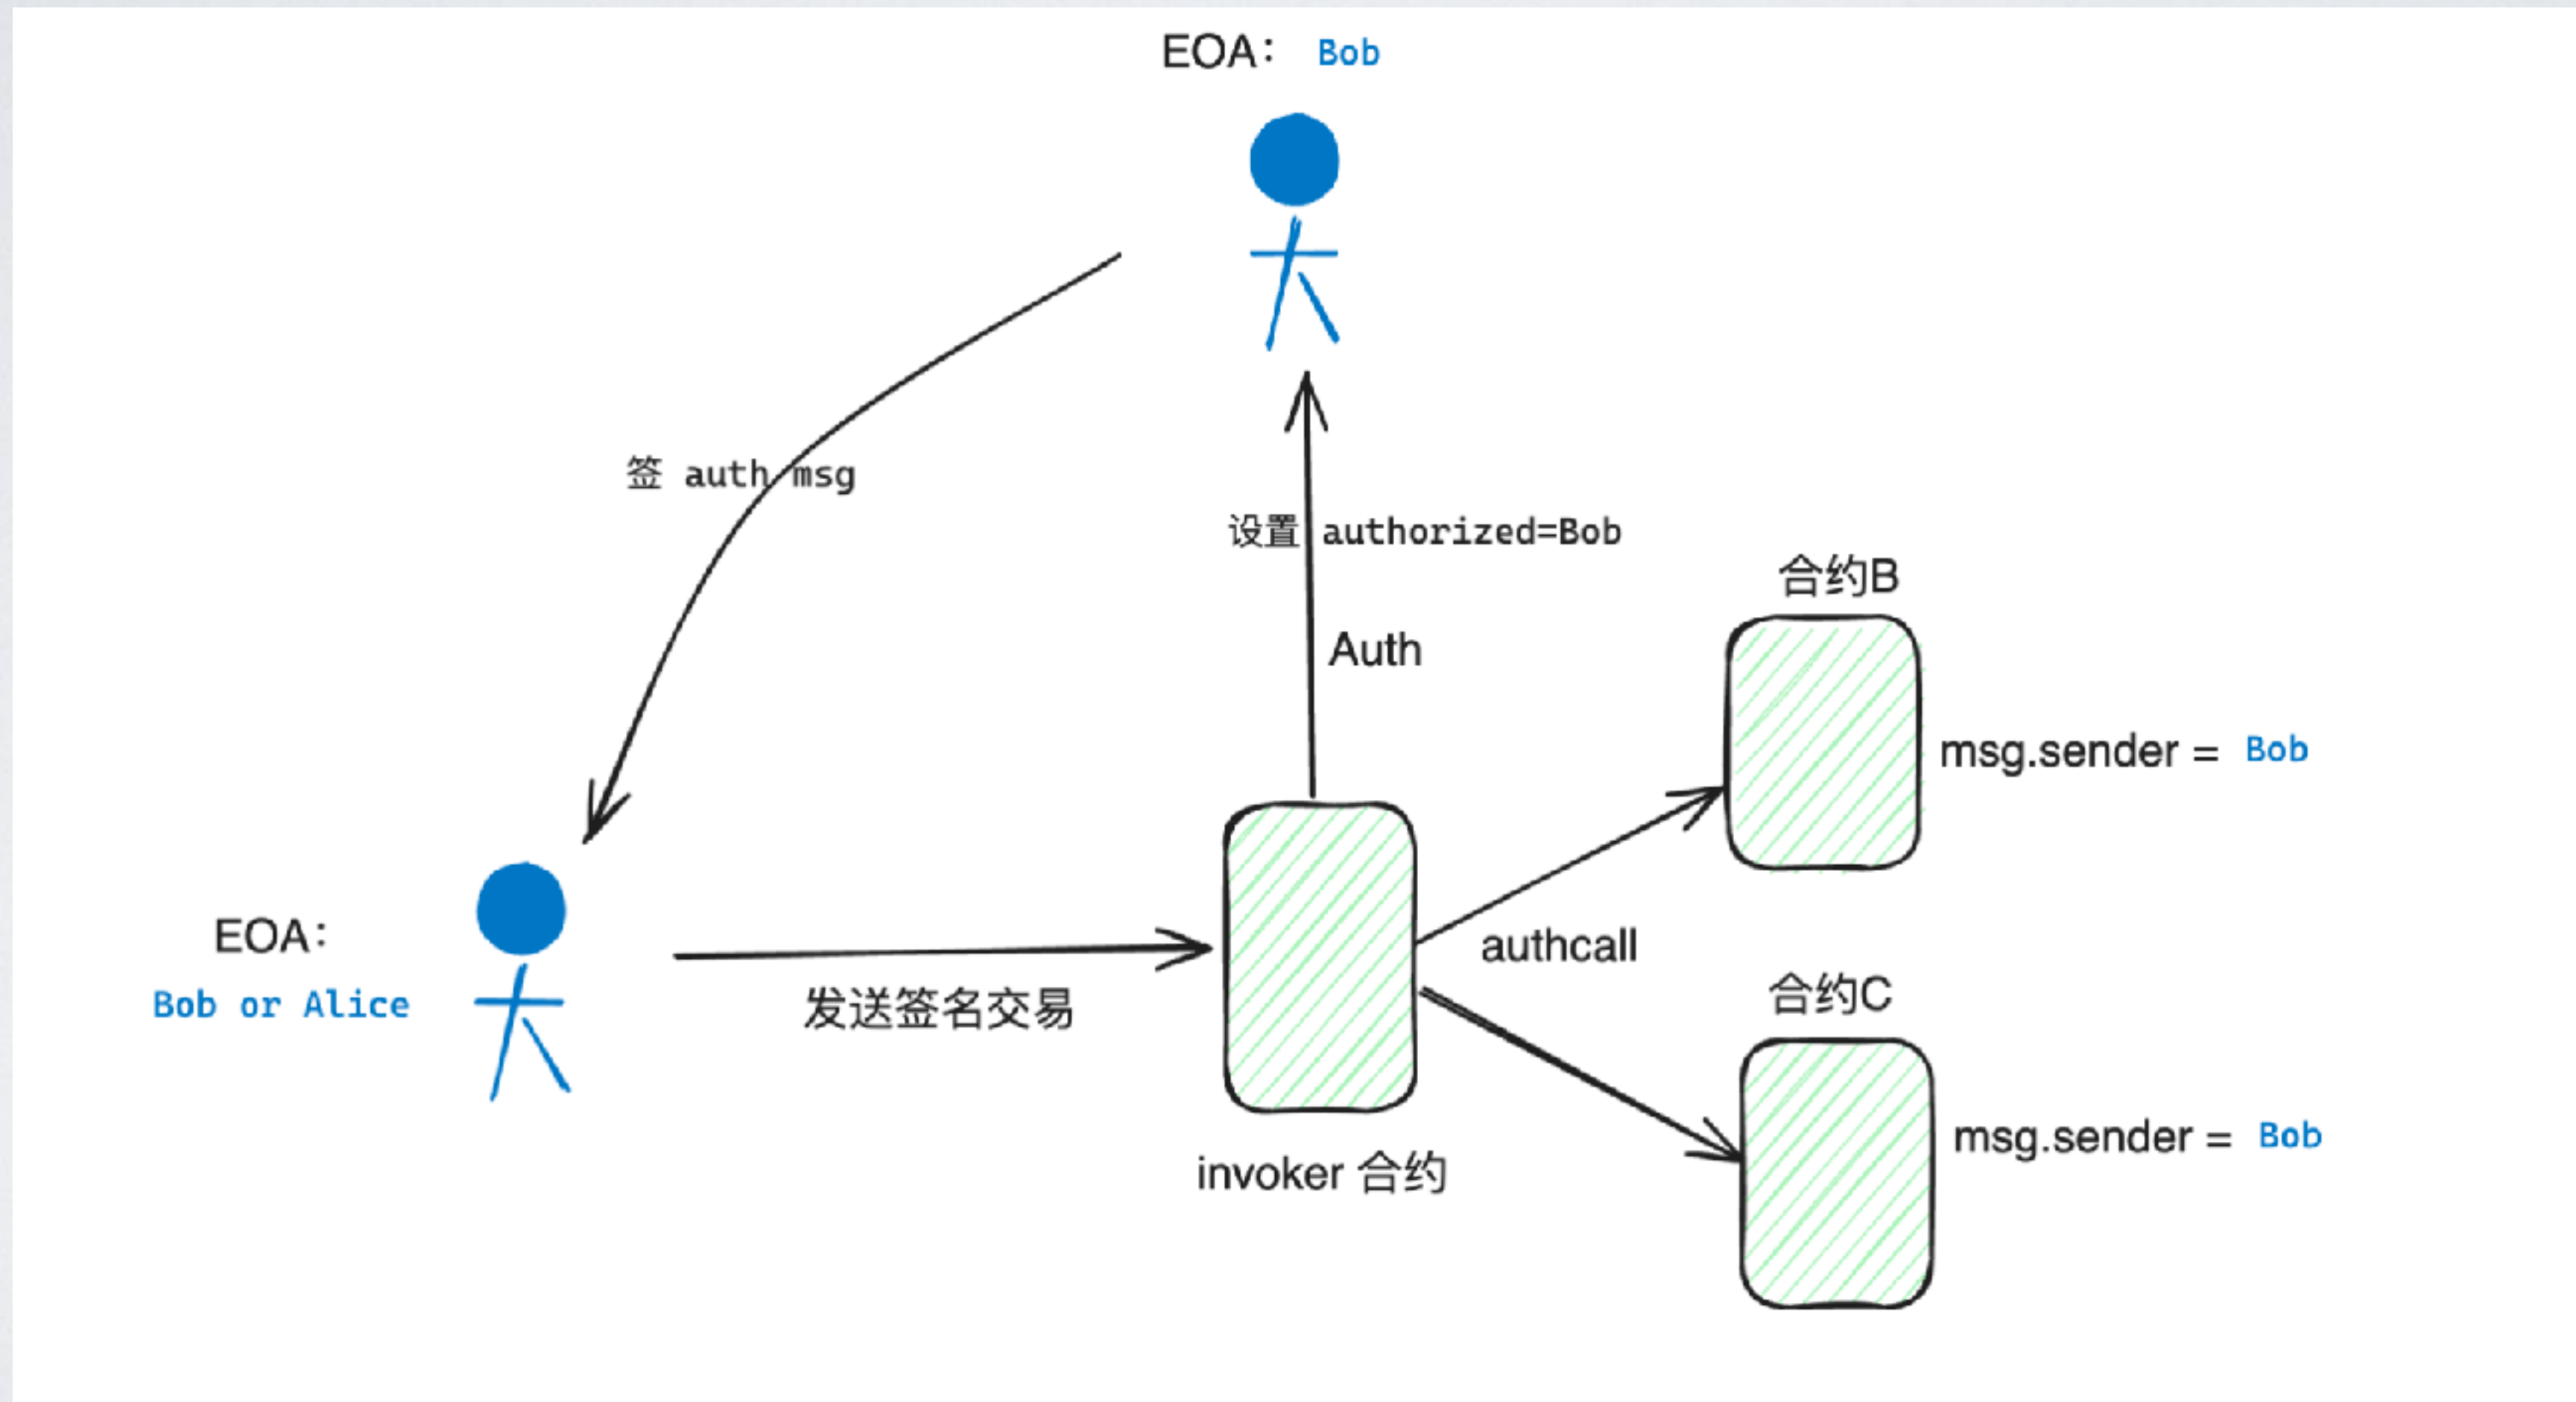 EOA： Bob
签 auth msg
设置 authorized=Bob
Auth
合约B
msg.sender = Bob
EOA：
Bob or Alice
发送签名交易
authcall
合约C
msg.sender = Bob
invoker 合约